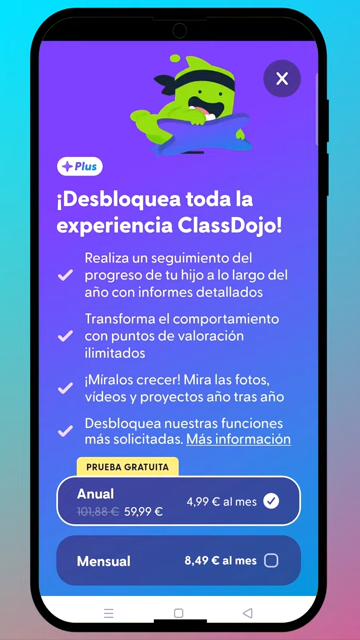 Plus
¡Desbloquea toda la
experiencia ClassDojo!
Realiza un seguimiento del
progreso de tu hijo a lo largo del
año con informes detallados
Transforma el comportamiento
con puntos de valoración
ilimitados
¡Míralos crecer! Mira las fotos,
vídeos y proyectos año tras año
Desbloquea nuestras funciones
más solicitadas. Más información
PRUEBA GRATUITA
Anual
101,88 € 59,99 €
4,99 € al mes
Mensual
8,49 € al mes